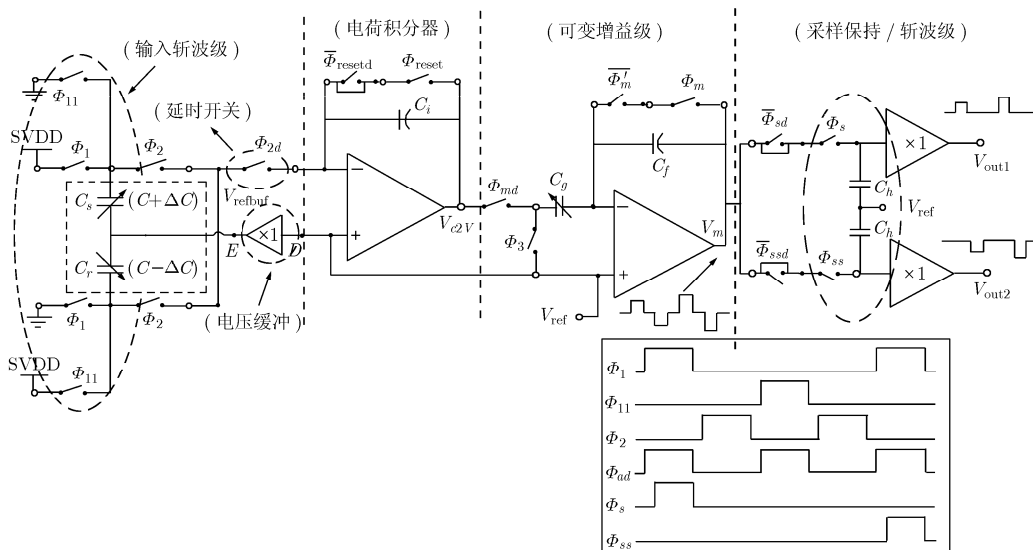 (输入斩波级)
(电荷积分器)
(可变增益级)
(采样保持/斩波级)
(延时开关)
Φ11
SVDD
Φ1
Φ2
Φ2d
Vrefbuf
Cs
(C+ΔC)
Cr
(C−ΔC)
E
×1
D
(电压缓冲)
Φ1
Φ2
SVDD
Φ11
Φ̅resetd
Φreset
Ci
−
+
Vc2V
Φmd
Cg
Φ3
Φ̅′m
Φm
Cf
−
+
Vm
Vref
Φ̅sd
Φs
×1
Vout1
Ch
Vref
Ch
Φ̅ssd
Φss
×1
Vout2
Φ1
Φ11
Φ2
Φad
Φs
Φss